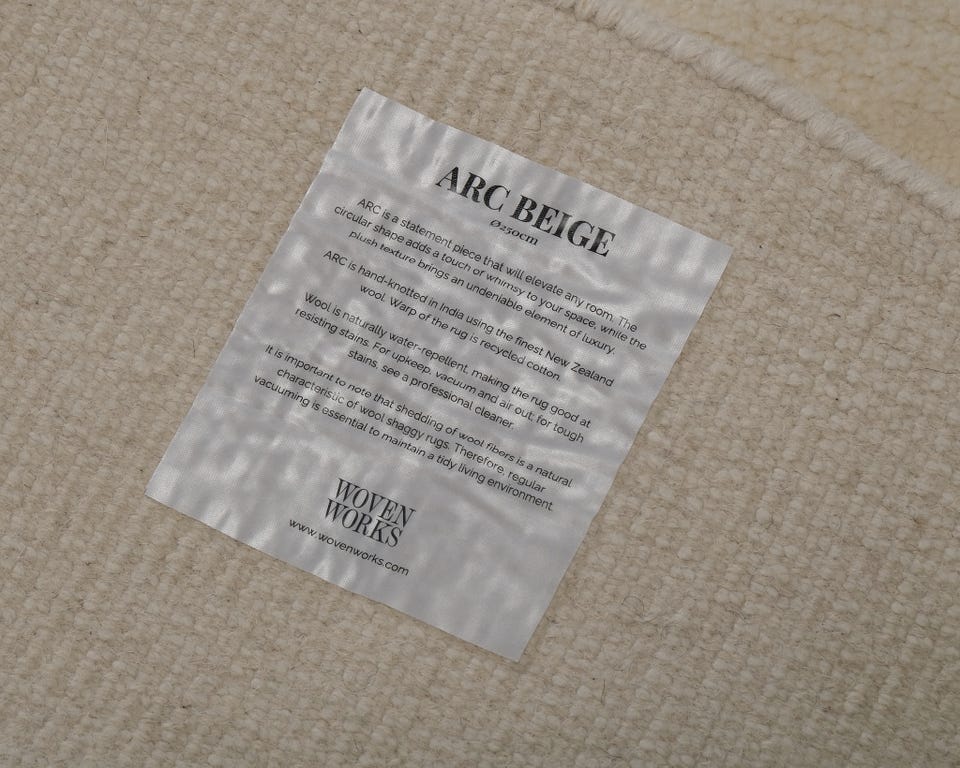 ARC BEIGE
Ø250cm
ARC is a statement piece that will elevate any room. The
circular shape adds a touch of whimsy to your space, while the
plush texture brings an undeniable element of luxury.
ARC is hand-knotted in India using the finest New Zealand
wool. Warp of the rug is recycled cotton.
Wool is naturally water-repellent, making the rug good at
resisting stains. For upkeep, vacuum and air out; for tough
stains, see a professional cleaner.
It is important to note that shedding of wool fibers is a natural
characteristic of wool shaggy rugs. Therefore, regular
vacuuming is essential to maintain a tidy living environment.
WOVEN
WORKS
www.wovenworks.com